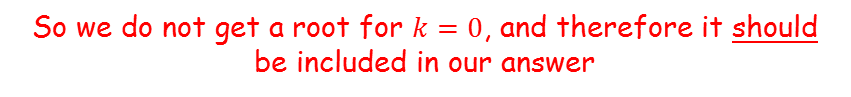 So we do not get a root for k = 0, and therefore it should
be included in our answer